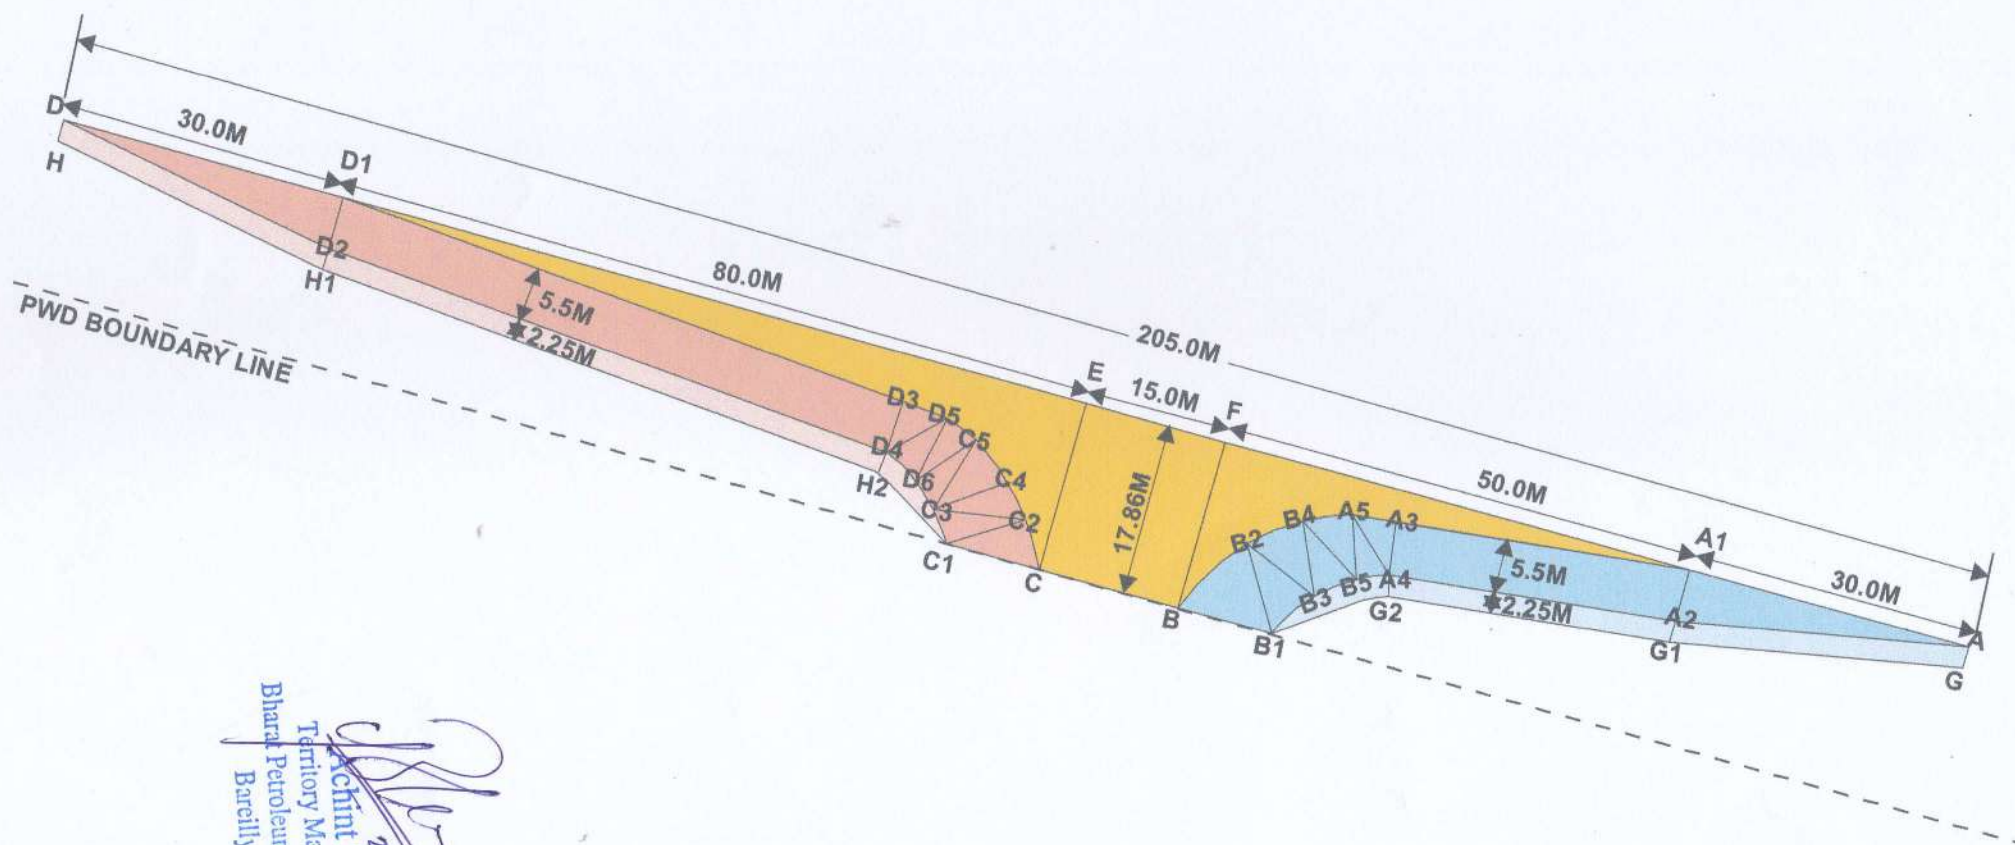 D
30.0M
D1
H
D2
H1
80.0M
205.0M
5.5M
2.25M
PWD BOUNDARY LINE
E
15.0M
F
D3
D5
C5
D4
D6
C4
H2
C3
C2
C1
C
17.86M
50.0M
B4
A5
A3
B2
A1
5.5M
30.0M
B3
B5
A4
2.25M
G2
A2
B
B1
G1
A
G
Achint
Territory Ma
Bharat Petroleu
Bareilly